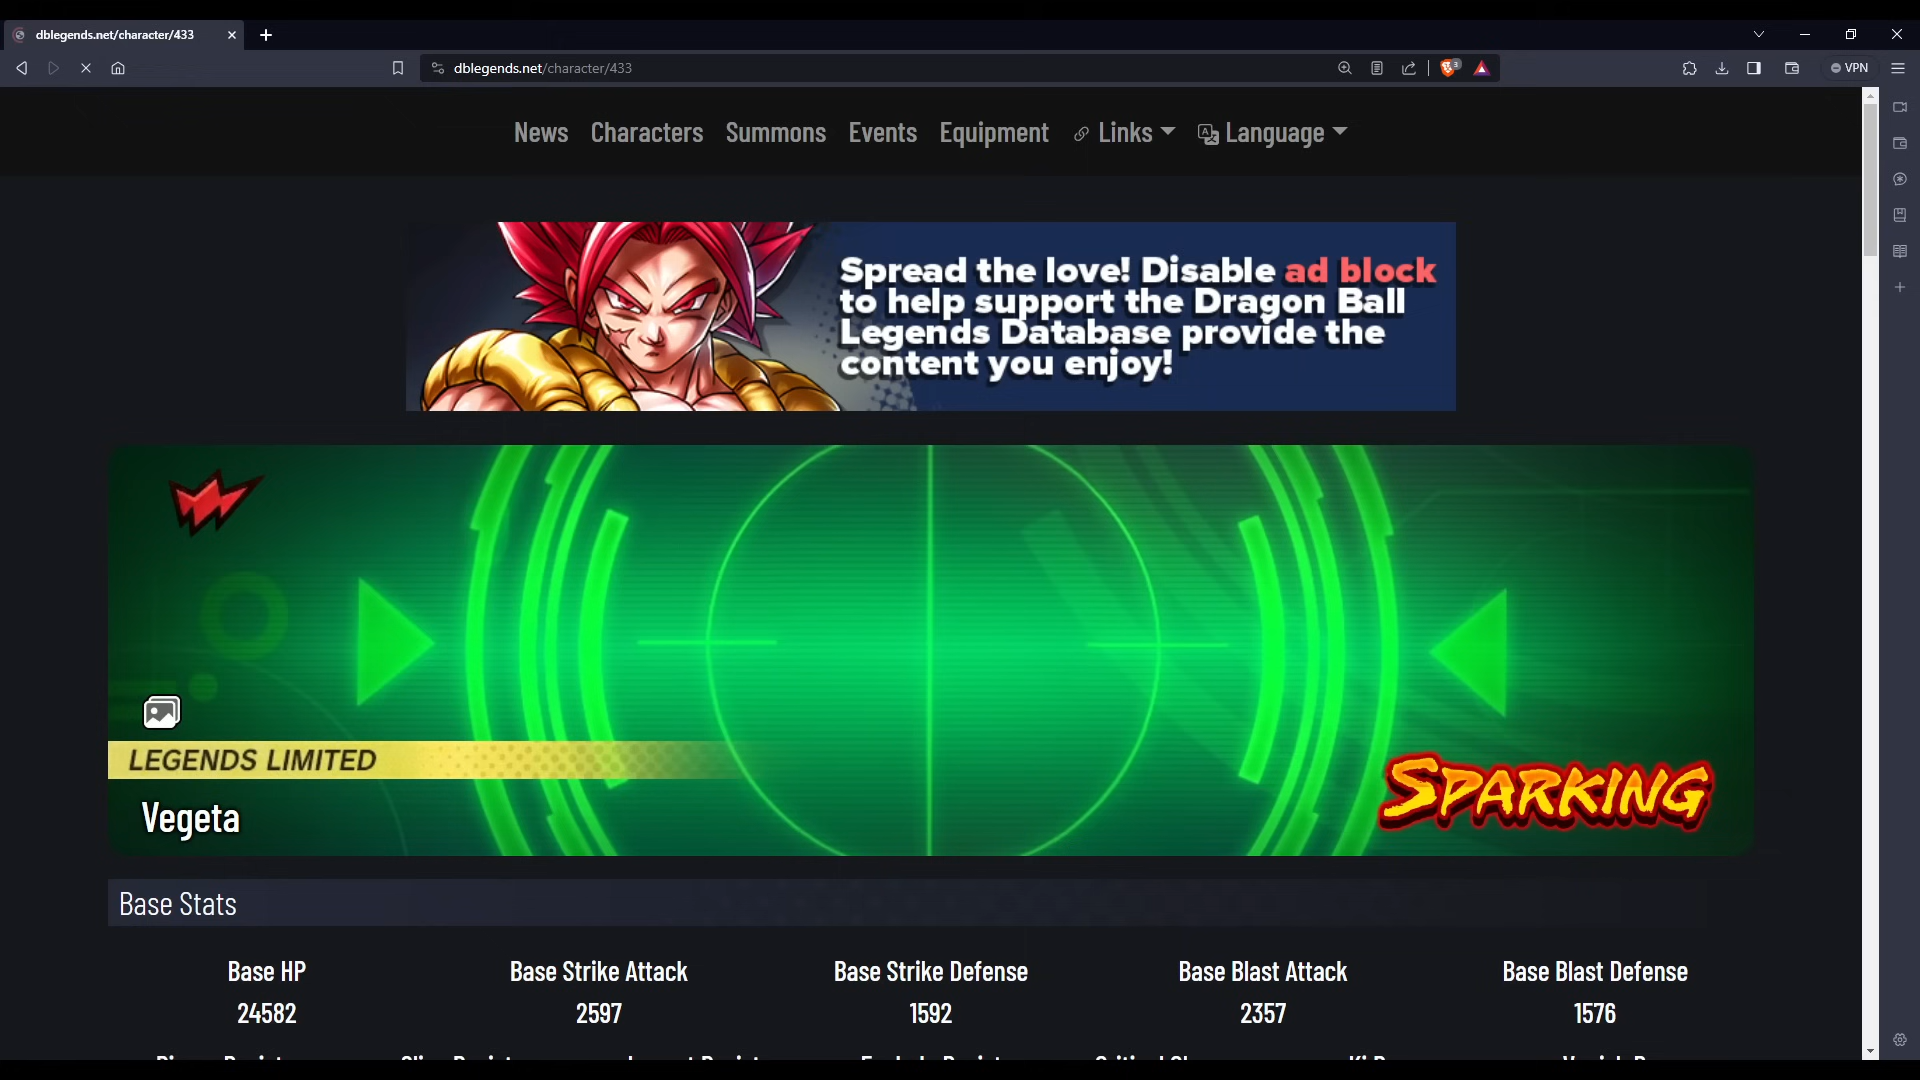 dblegends.net/character/433
dblegends.net/character/433
3
VPN
News Characters Summons Events Equipment Links Language
Spread the love! Disable ad block
to help support the Dragon Ball
Legends Database provide the
content you enjoy!
LEGENDS LIMITED
Vegeta
SPARKING
Base Stats
Base HP Base Strike Attack Base Strike Defense Base Blast Attack Base Blast Defense
24582 2597 1592 2357 1576